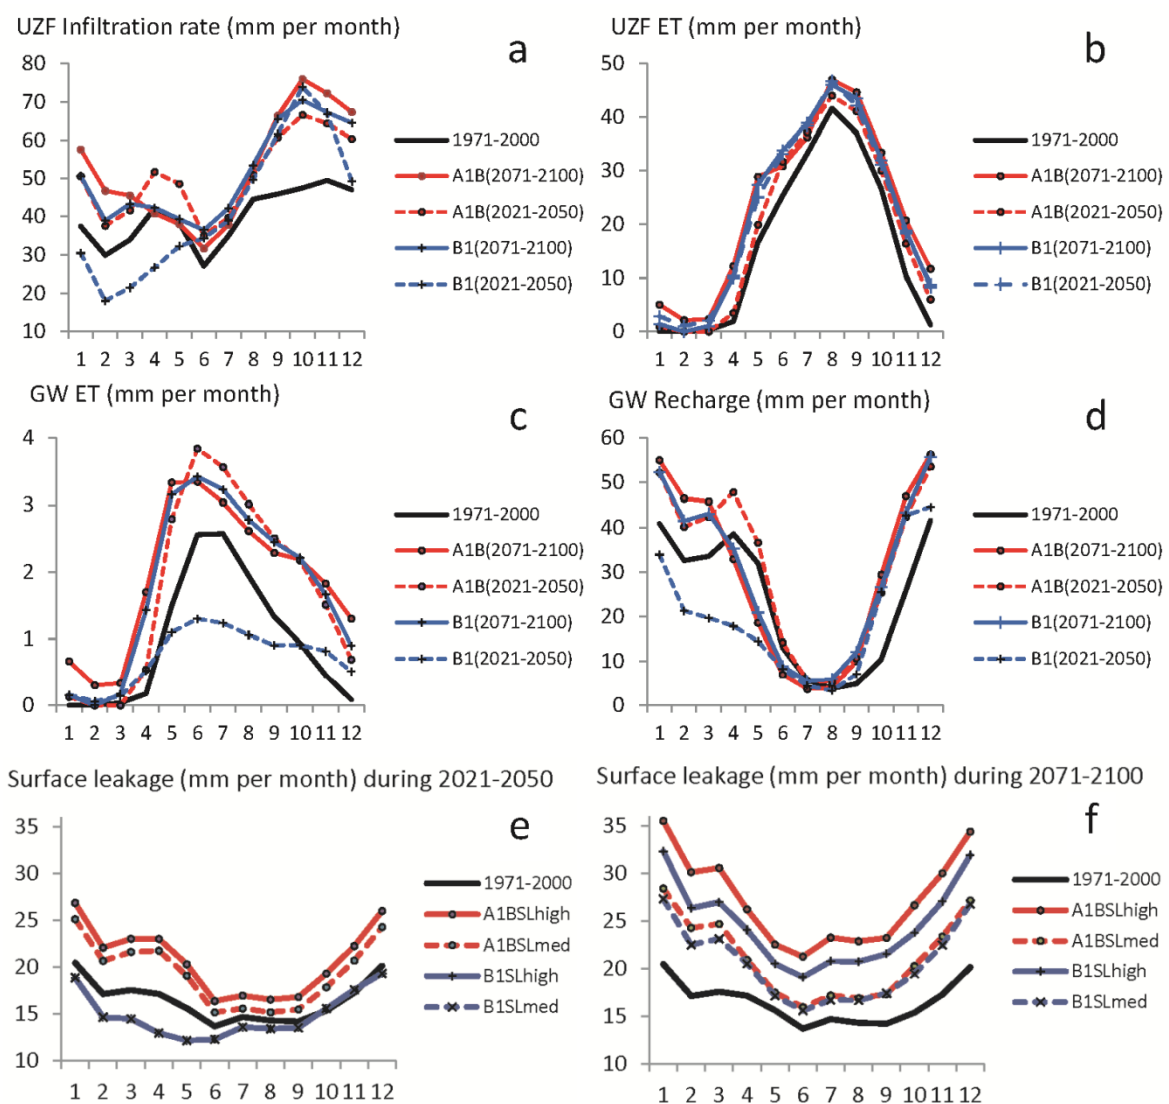 UZF Infiltration rate (mm per month)
a
80
70
60
50
40
30
20
10
1 2 3 4 5 6 7 8 9 10 11 12
1971-2000
A1B(2071-2100)
A1B(2021-2050)
B1(2071-2100)
B1(2021-2050)
UZF ET (mm per month)
b
50
40
30
20
10
0
1 2 3 4 5 6 7 8 9 10 11 12
1971-2000
A1B(2071-2100)
A1B(2021-2050)
B1(2071-2100)
B1(2021-2050)
GW ET (mm per month)
c
4
3
2
1
0
1 2 3 4 5 6 7 8 9 10 11 12
1971-2000
A1B(2071-2100)
A1B(2021-2050)
B1(2071-2100)
B1(2021-2050)
GW Recharge (mm per month)
d
60
50
40
30
20
10
0
1 2 3 4 5 6 7 8 9 10 11 12
1971-2000
A1B(2071-2100)
A1B(2021-2050)
B1(2071-2100)
B1(2021-2050)
Surface leakage (mm per month) during 2021-2050
e
35
30
25
20
15
10
1 2 3 4 5 6 7 8 9 10 11 12
1971-2000
A1BSLhigh
A1BSLmed
B1SLhigh
B1SLmed
Surface leakage (mm per month) during 2071-2100
f
35
30
25
20
15
10
1 2 3 4 5 6 7 8 9 10 11 12
1971-2000
A1BSLhigh
A1BSLmed
B1SLhigh
B1SLmed